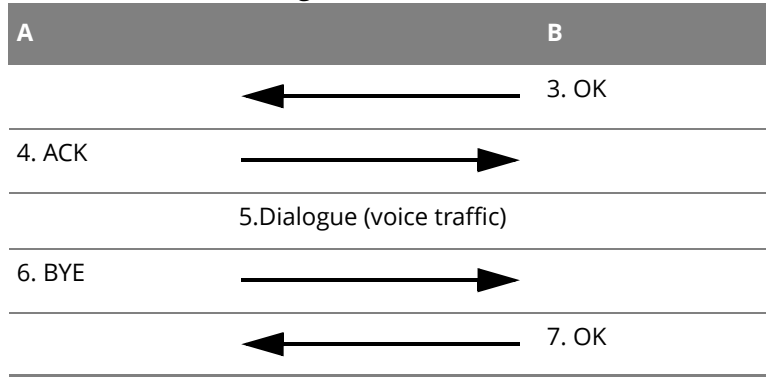 A B
3. OK
4. ACK
5.Dialogue (voice traffic)
6. BYE
7. OK